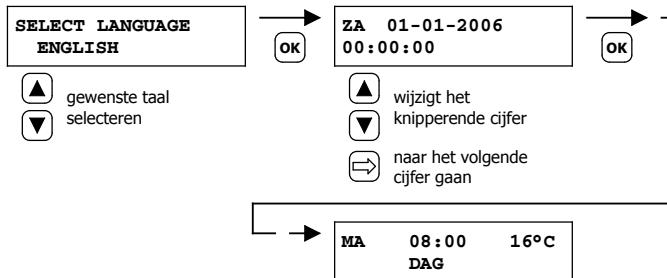 SELECT LANGUAGE
ENGLISH
OK
ZA 01-01-2006
00:00:00
OK
gewenste taal
selecteren
wijzigt het
knipperende cijfer
naar het volgende
cijfer gaan
MA 08:00 16°C
DAG